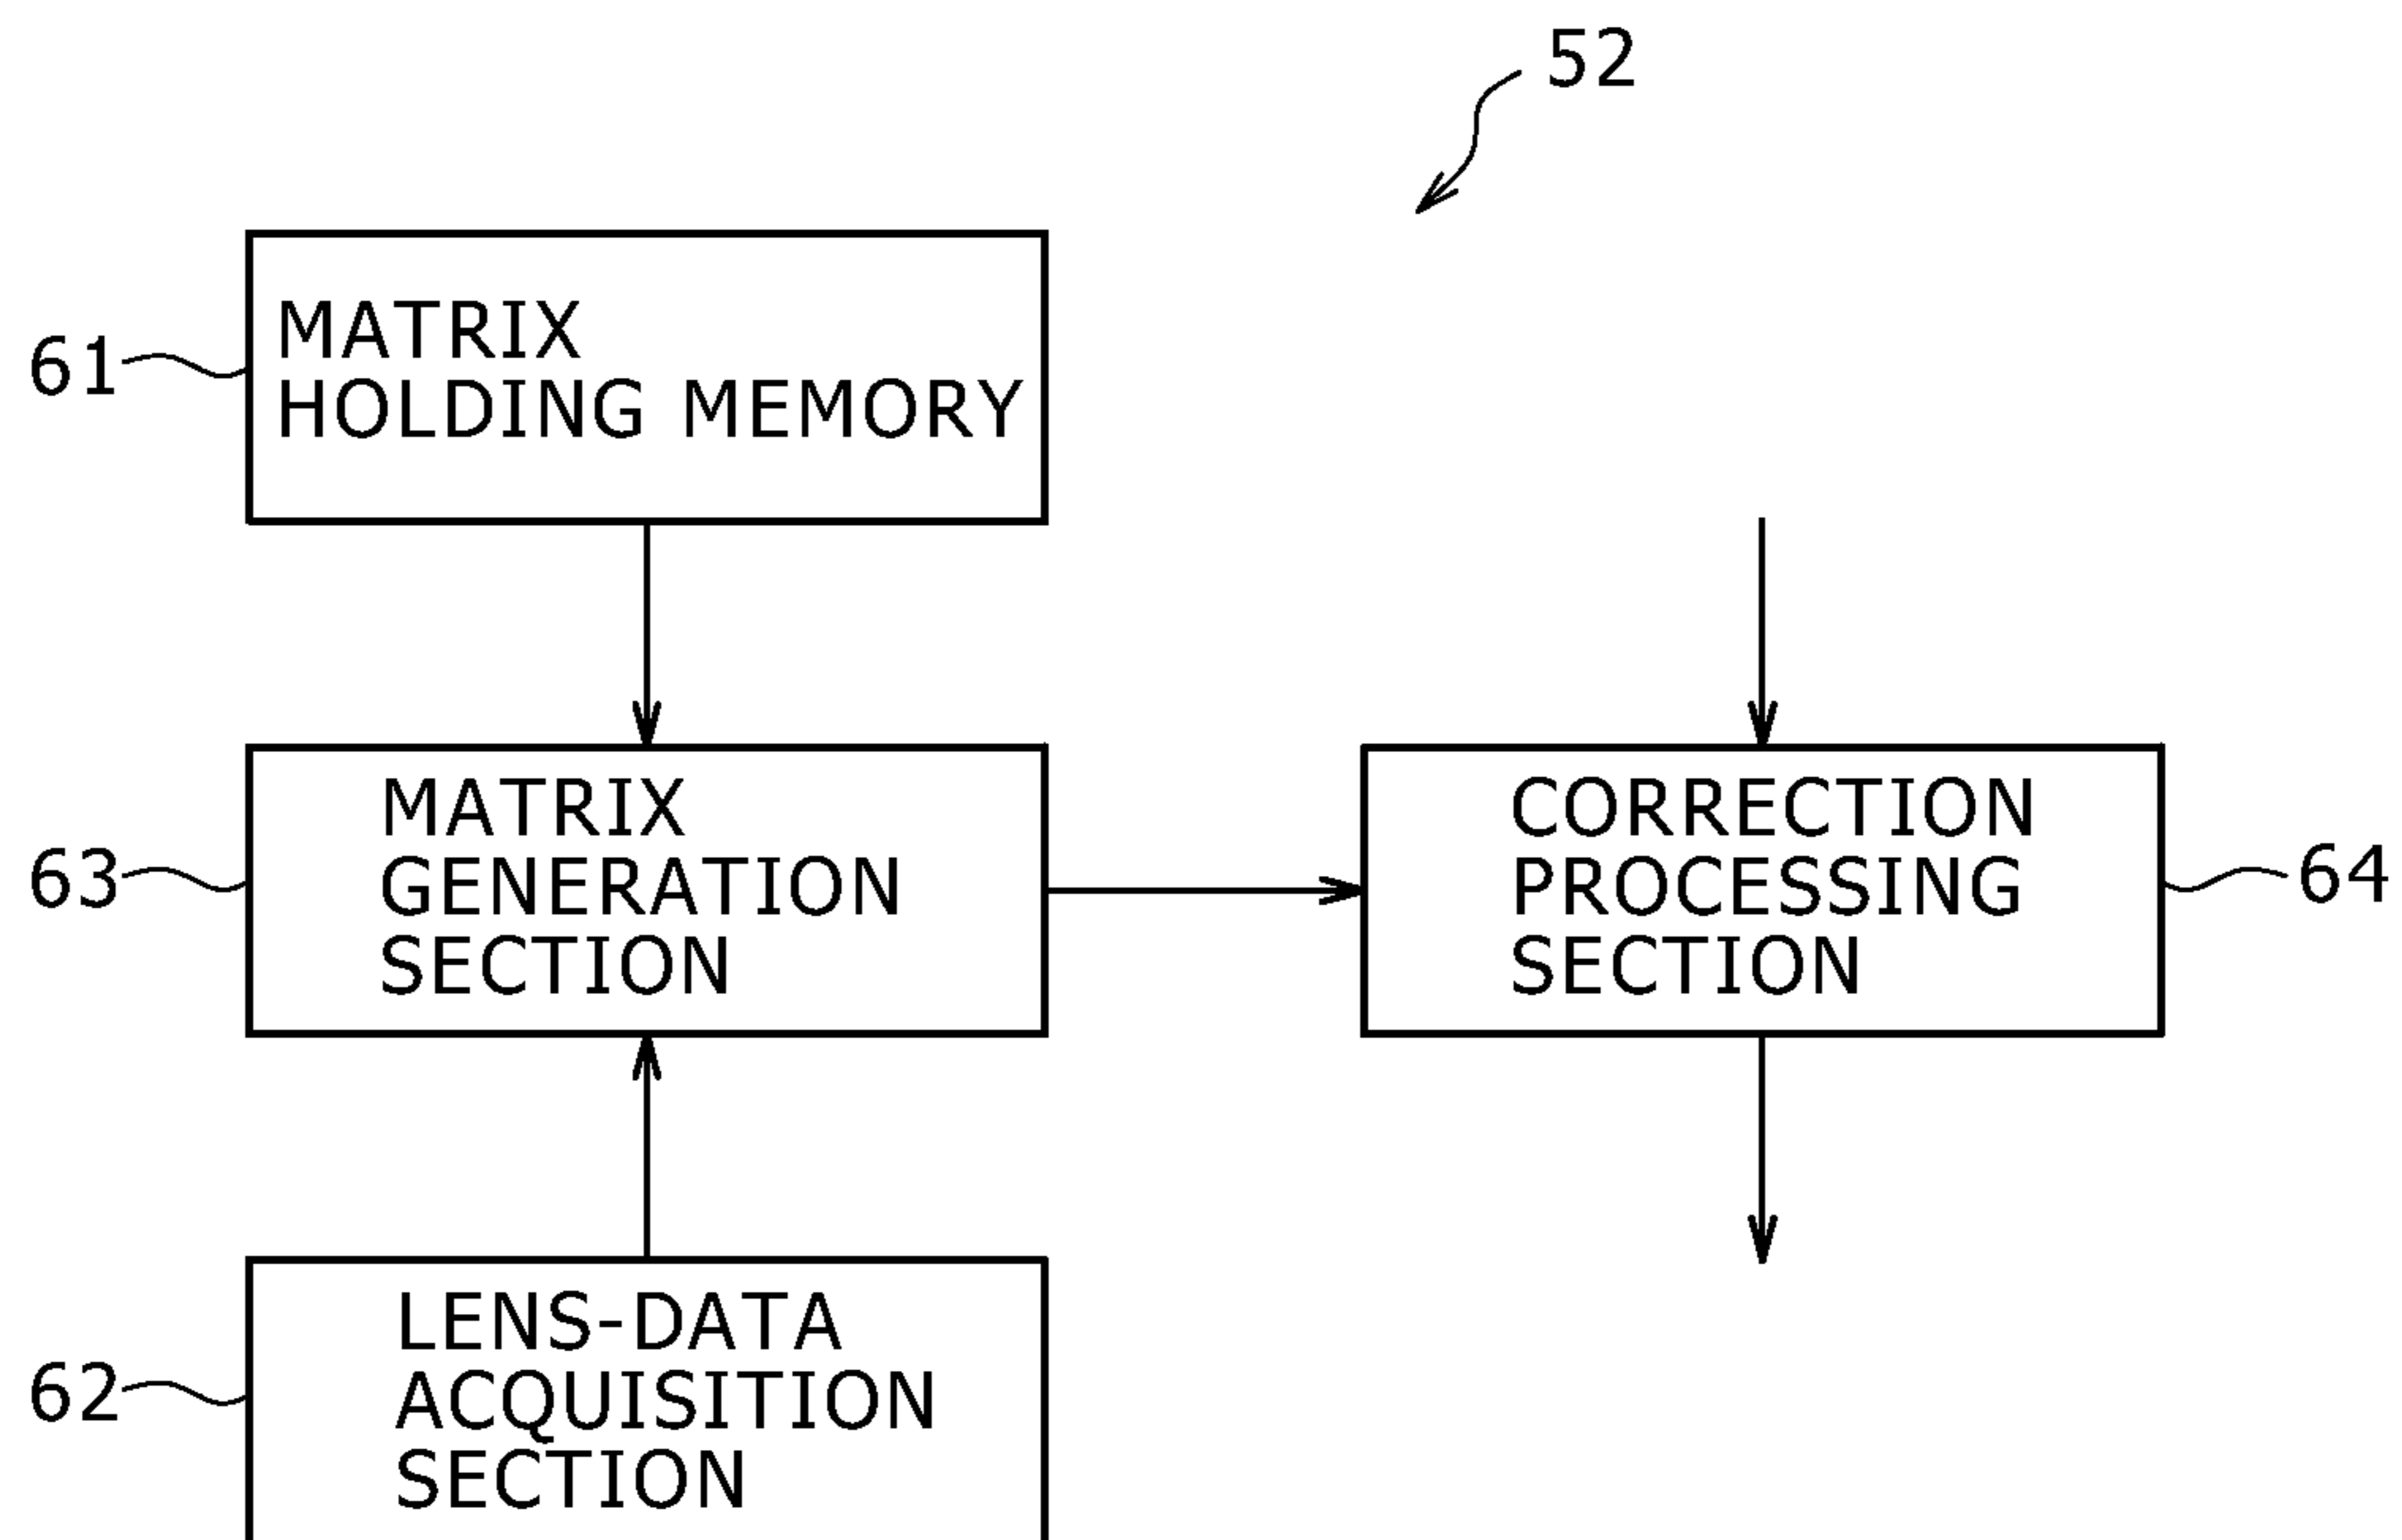 52
61
MATRIX
HOLDING MEMORY
63
MATRIX
GENERATION
SECTION
CORRECTION
PROCESSING
SECTION
64
62
LENS-DATA
ACQUISITION
SECTION